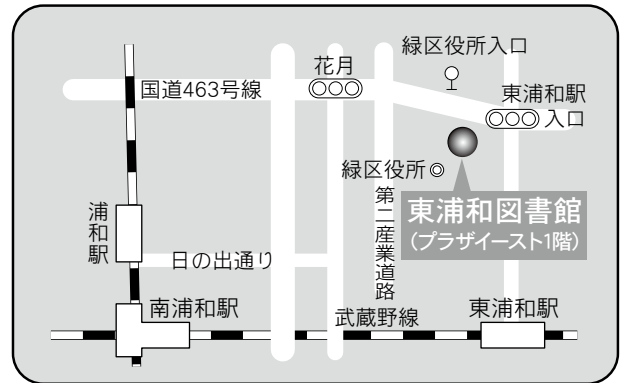 緑区役所入口
花月
国道463号線
東浦和駅
入口
緑区役所
東浦和図書館
(プラザイースト1階)
第二産業道路
浦和駅
日の出通り
南浦和駅
武蔵野線
東浦和駅